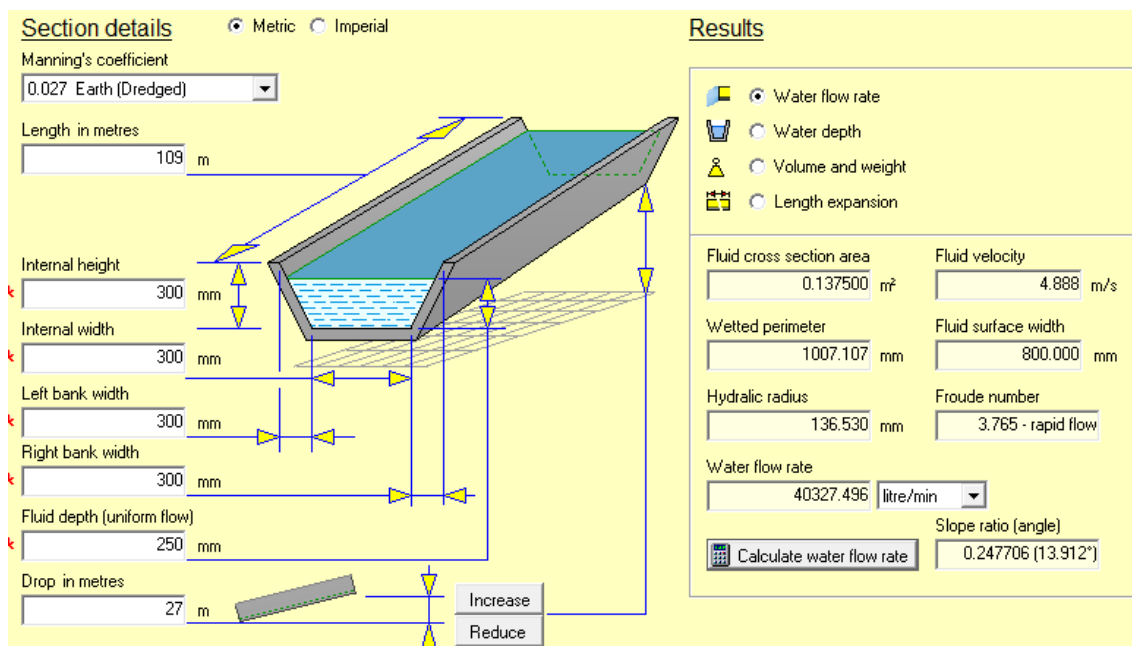 Section details
Metric
Imperial
Manning's coefficient
0.027 Earth (Dredged)
Length in metres
109 m
Internal height
* 300 mm
Internal width
* 300 mm
Left bank width
* 300 mm
Right bank width
* 300 mm
Fluid depth (uniform flow)
* 250 mm
Drop in metres
27 m
Increase
Reduce
Results
Water flow rate
Water depth
Volume and weight
Length expansion
Fluid cross section area
0.137500 m²
Fluid velocity
4.888 m/s
Wetted perimeter
1007.107 mm
Fluid surface width
800.000 mm
Hydralic radius
136.530 mm
Froude number
3.765 - rapid flow
Water flow rate
40327.496 litre/min
Slope ratio (angle)
Calculate water flow rate
0.247706 (13.912°)